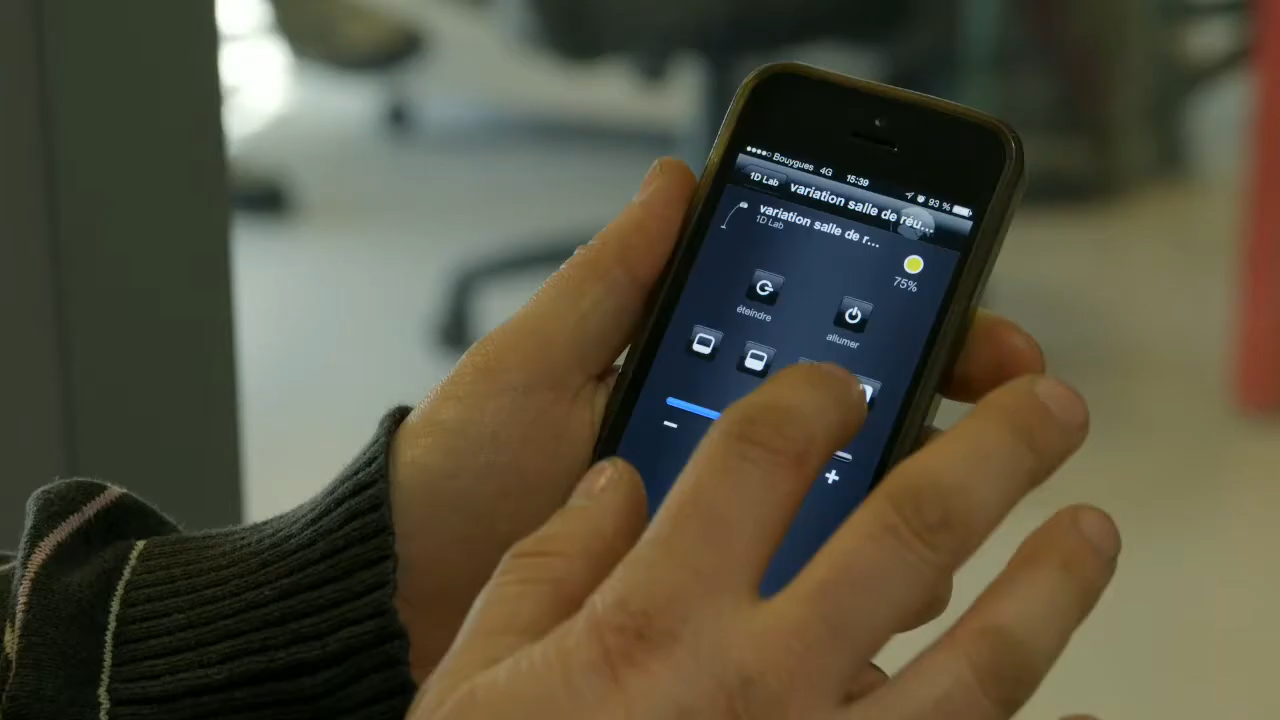 Bouygues 4G 15:39 93 %
1D Lab variation salle de réu...
variation salle de r...
1D Lab
75%
éteindre
allumer